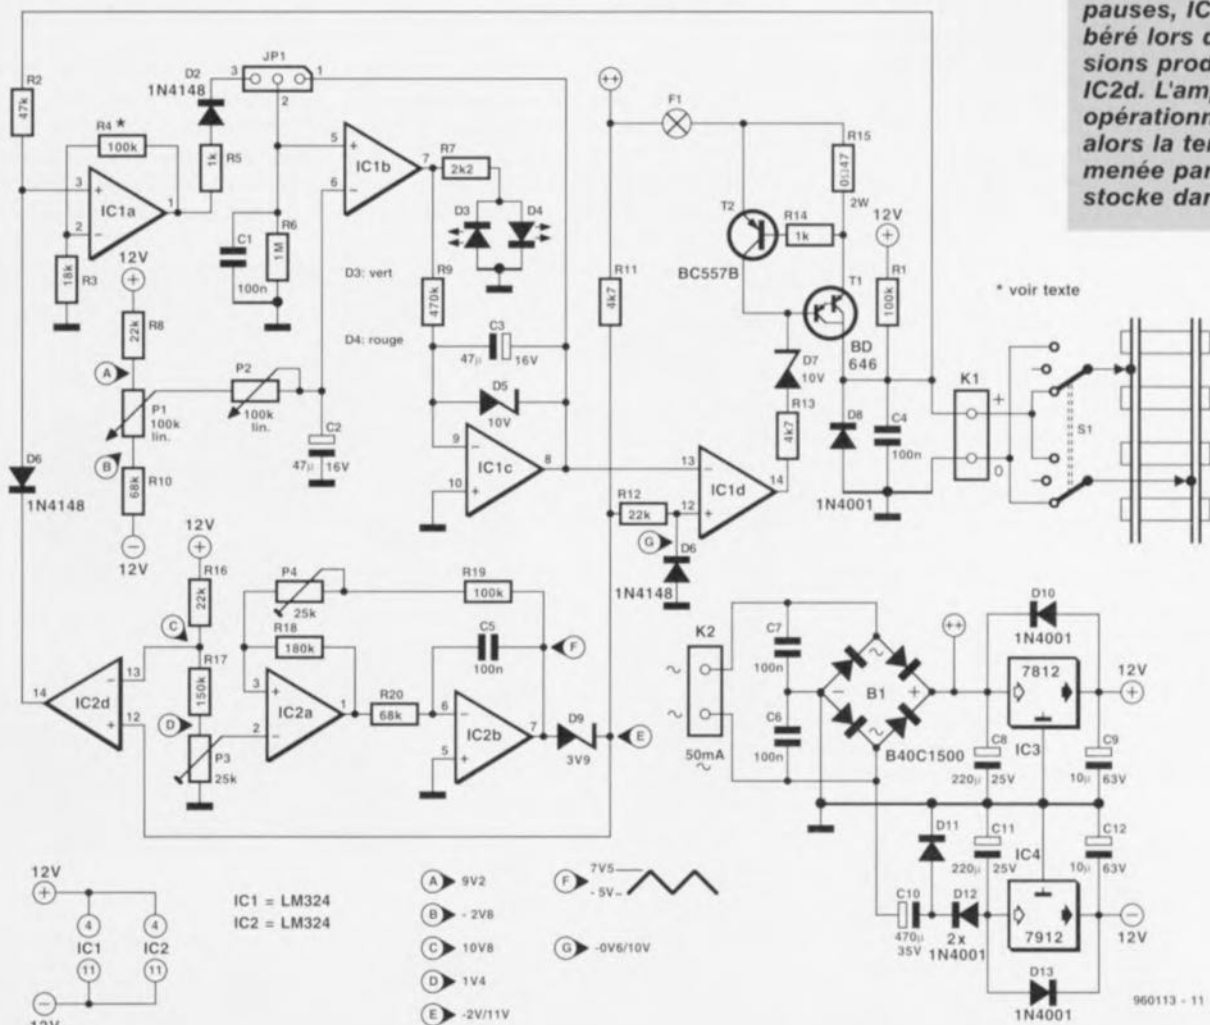 pauses, IC
béré lors d
sions prod
IC2d. L'am
opérationn
alors la te
menée par
stocke dan
R2
47k
D2
1N4148
JP1
3
1
2
R4 *
100k
R5
1k
3
+
2
−
IC1a
1
R3
18k
12V
+
R8
22k
A
P1
100k
lin.
B
R10
68k
−
12V
C1
100n
R6
1M
P2
100k
lin.
C2
47µ
16V
5
+
6
−
IC1b
7
R7
2k2
D3
D4
D3: vert
D4: rouge
R9
470k
C3
47µ
16V
D5
10V
9
−
10
+
IC1c
8
++
F1
R15
0Ω47
2W
T2
R14
1k
BC557B
R11
4k7
12V
+
R1
100k
T1
BD
646
D7
10V
R13
4k7
D8
1N4001
C4
100n
K1
+
0
S1
* voir texte
13
−
12
+
IC1d
14
R12
22k
G
D6
1N4148
D6
1N4148
12V
+
R16
22k
C
R17
150k
D
P3
25k
14
IC2d
13
−
12
+
P4
25k
R18
180k
3
+
2
−
IC2a
1
R19
100k
C5
100n
F
R20
68k
6
−
5
+
IC2b
7
D9
3V9
E
K2
~
~
50mA
~
C7
100n
C6
100n
~
−
B1
+
~
B40C1500
++
D10
1N4001
7812
IC3
12V
+
C8
220µ
25V
C9
10µ
63V
D11
C11
220µ
25V
C12
10µ
63V
IC4
C10
470µ
35V
D12
2x
1N4001
7912
−
12V
D13
1N4001
12V
+
4
4
IC1
IC2
11
11
−
12V
IC1 = LM324
IC2 = LM324
A 9V2
B - 2V8
C 10V8
D 1V4
E -2V/11V
F 7V5
- 5V
G -0V6/10V
960113 - 11